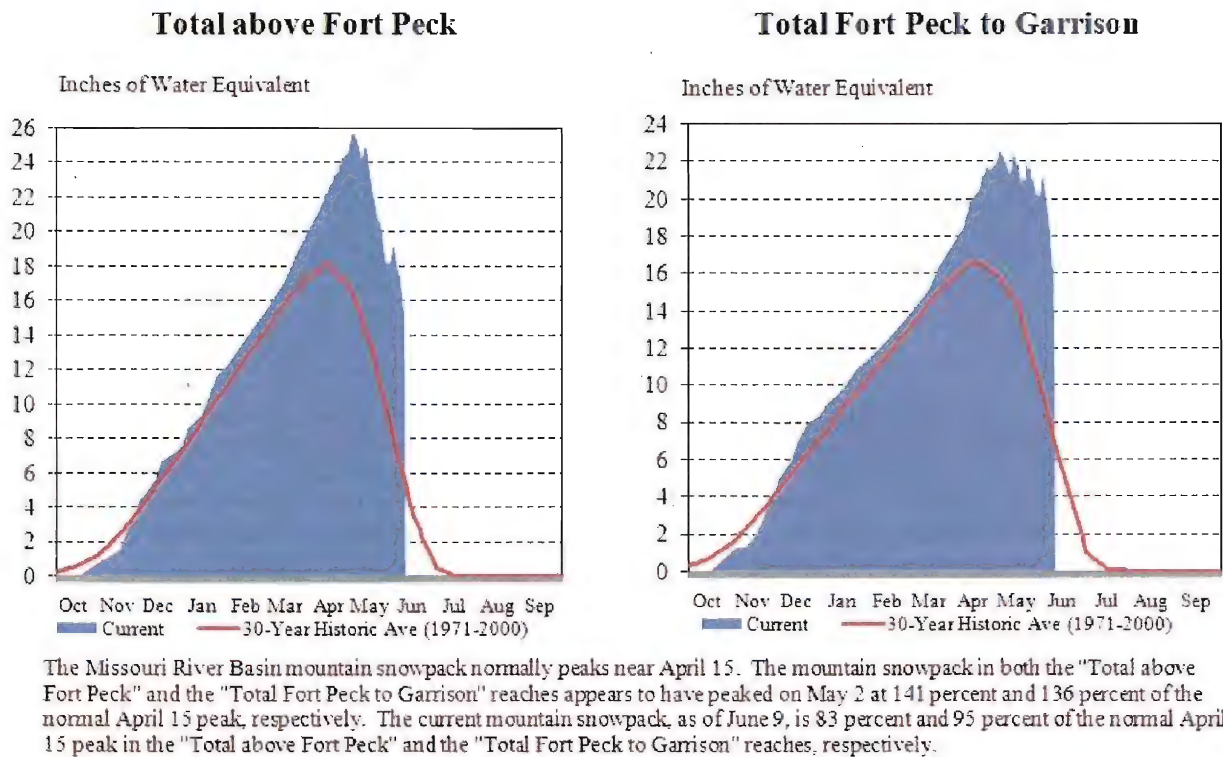 Total above Fort Peck
Inches of Water Equivalent
26
24
22
20
18
16
14
12
10
8
6
4
2
0
Oct Nov Dec Jan Feb Mar Apr May Jun Jul Aug Sep
Current 30-Year Historic Ave (1971-2000)
Total Fort Peck to Garrison
Inches of Water Equivalent
24
22
20
18
16
14
12
10
8
6
4
2
0
Oct Nov Dec Jan Feb Mar Apr May Jun Jul Aug Sep
Current 30-Year Historic Ave (1971-2000)
The Missouri River Basin mountain snowpack normally peaks near April 15. The mountain snowpack in both the "Total above
Fort Peck" and the "Total Fort Peck to Garrison" reaches appears to have peaked on May 2 at 141 percent and 136 percent of the
normal April 15 peak, respectively. The current mountain snowpack, as of June 9, is 83 percent and 95 percent of the normal April
15 peak in the "Total above Fort Peck" and the "Total Fort Peck to Garrison" reaches, respectively.